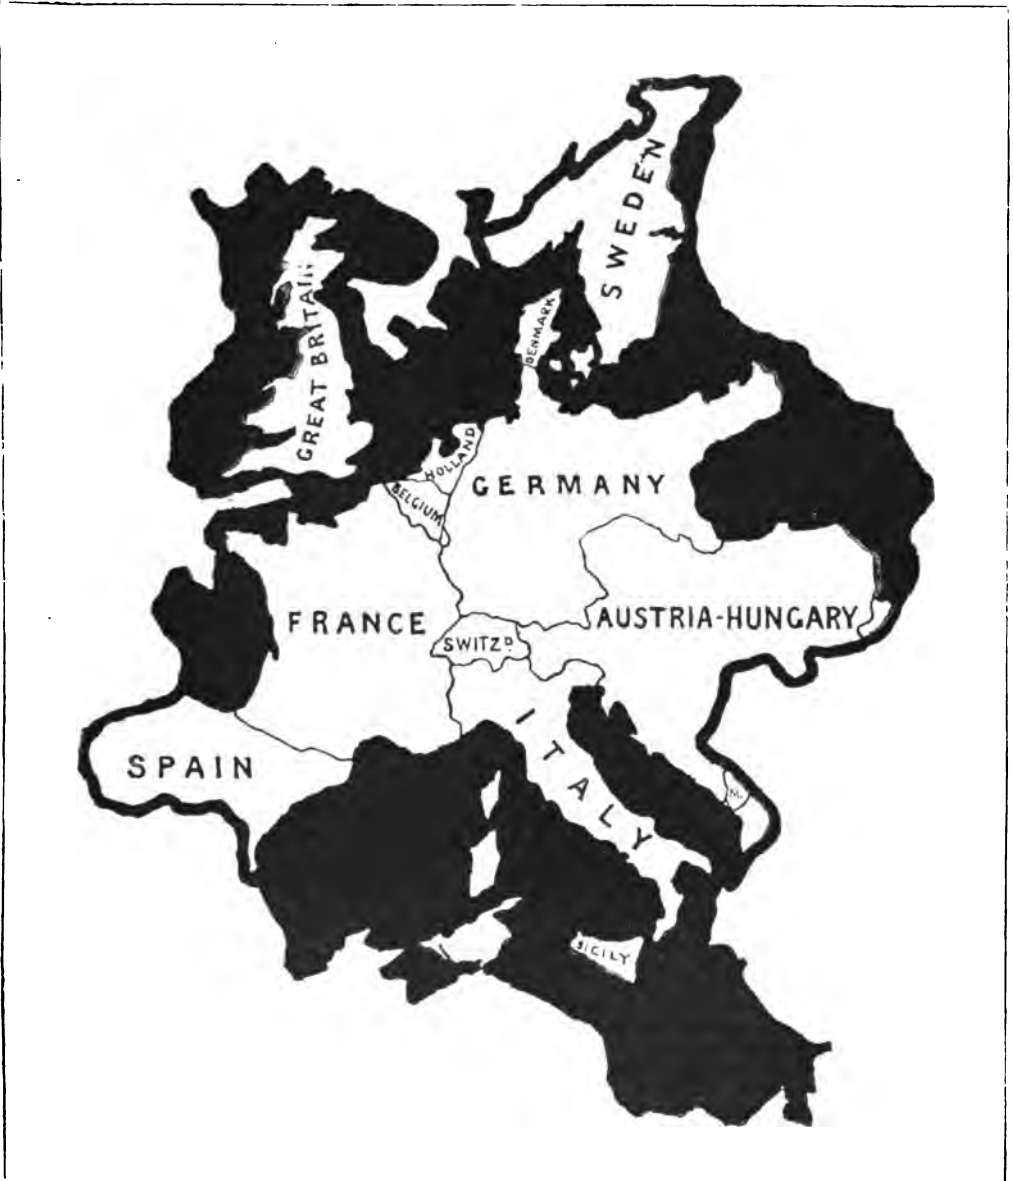 SWEDEN
GREAT BRITAIN
DENMARK
HOLLAND
BELGIUM
GERMANY
FRANCE
SWITZD
AUSTRIA-HUNGARY
SPAIN
ITALY
SICILY